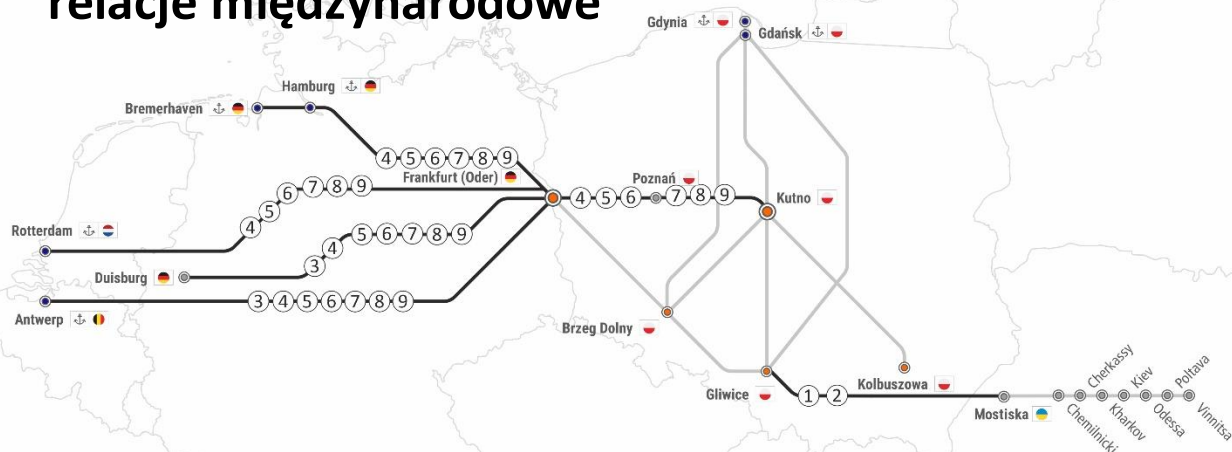 relacje międzynarodowe
Gdynia
Gdańsk
Hamburg
Bremerhaven
4 5 6 7 8 9
Frankfurt (Oder)
Poznań
4 5 6 7 8 9
Kutno
4 5 6 7 8 9
Rotterdam
3 4 5 6 7 8 9
Duisburg
3 4 5 6 7 8 9
Antwerp
Brzeg Dolny
Gliwice
1 2
Kolbuszowa
Mostiska
Chemilnicki
Cherkassy
Kharkov
Kiev
Odessa
Połtava
Vinnitsa